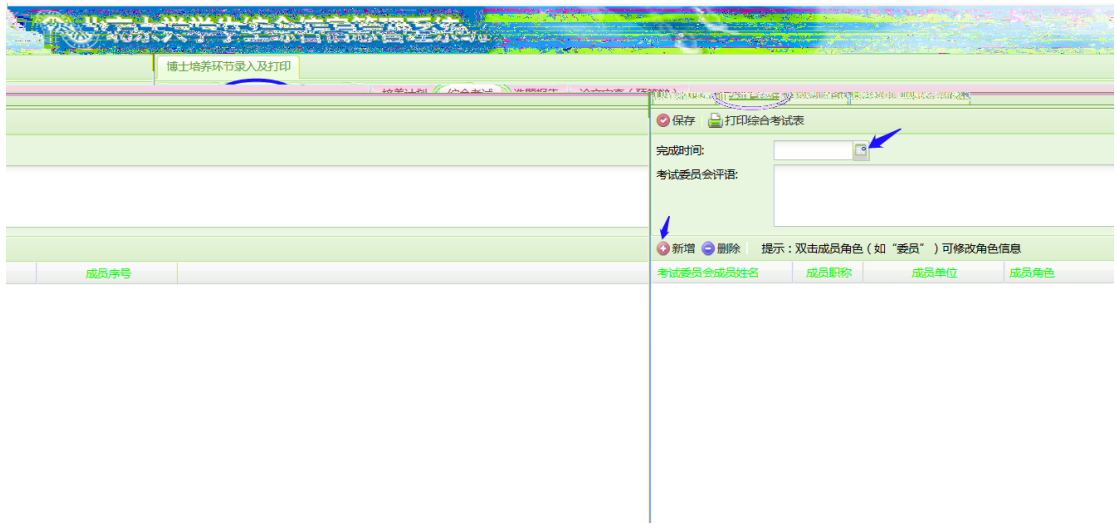 博士培养环节录入及打印
培养计划 综合考试 选题报告
保存 打印综合考试表
完成时间:
考试委员会评语:
新增 删除 提示:双击成员角色(如“委员”)可修改角色信息
成员序号 考试委员会成员姓名 成员职称 成员单位 成员角色